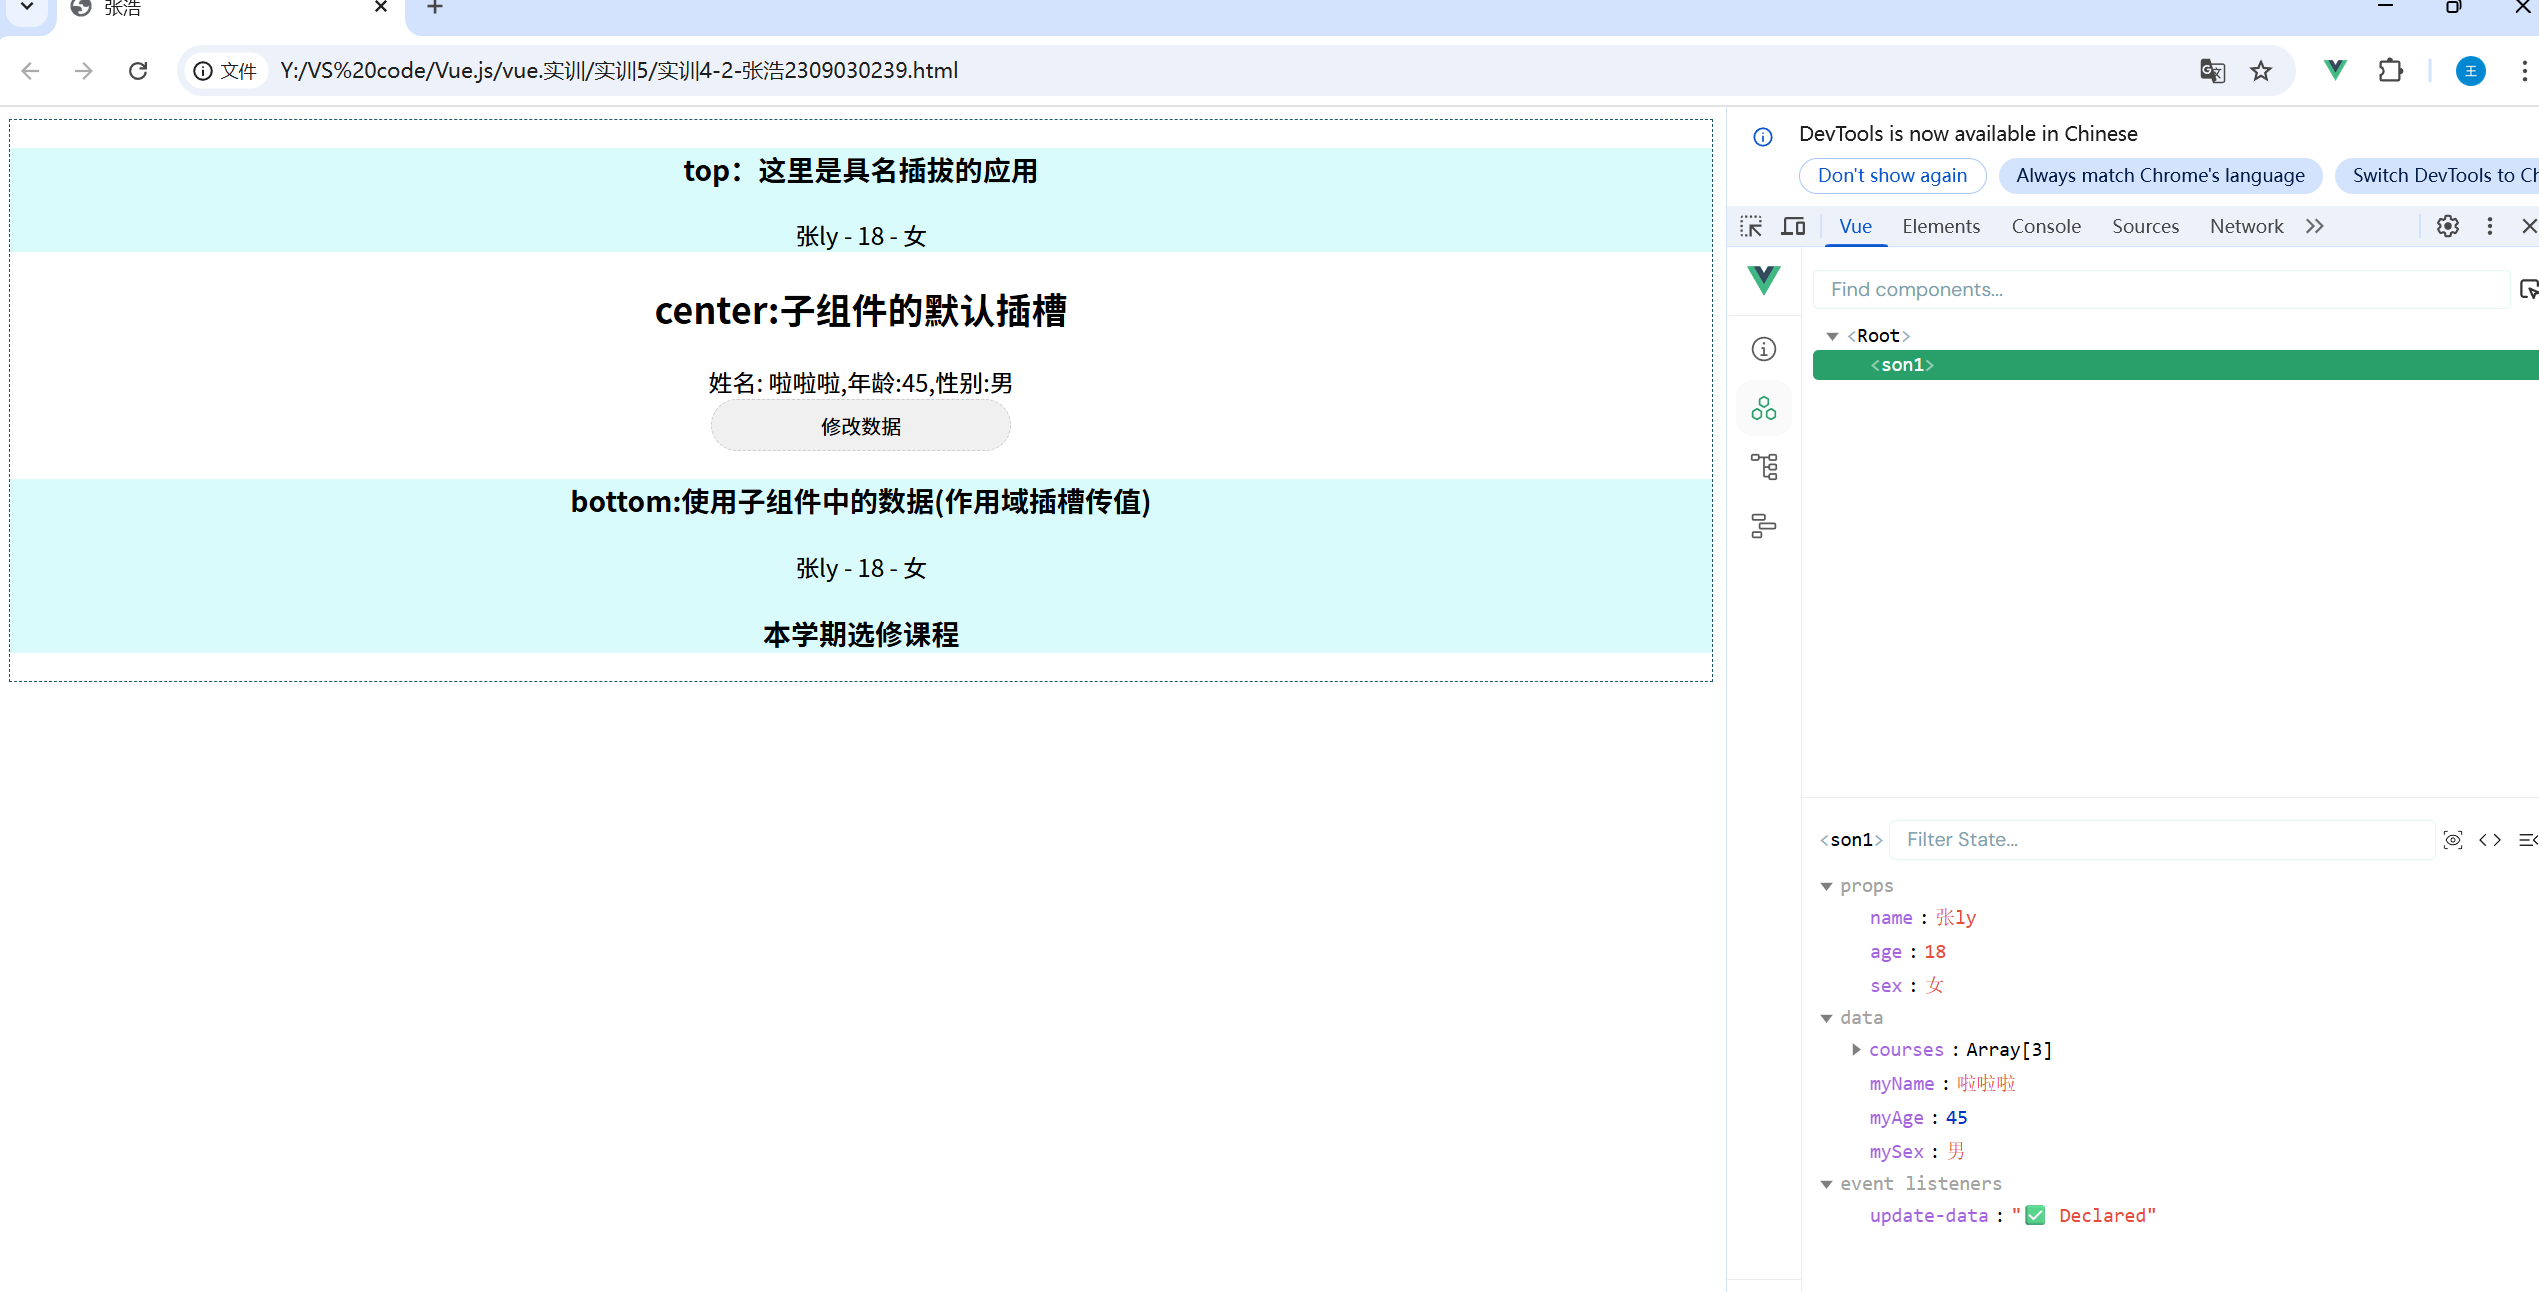 张浩
文件 Y:/VS%20code/Vue.js/vue.实训/实训5/实训4-2-张浩2309030239.html
王
top：这里是具名插拔的应用
张ly - 18 - 女
center:子组件的默认插槽
姓名: 啦啦啦,年龄:45,性别:男
修改数据
bottom:使用子组件中的数据(作用域插槽传值)
张ly - 18 - 女
本学期选修课程
DevTools is now available in Chinese
Don't show again Always match Chrome's language Switch DevTools to Ch
Vue Elements Console Sources Network
Find components...
<Root>
<son1>
<son1> Filter State...
props
name : 张ly
age : 18
sex : 女
data
courses : Array[3]
myName : 啦啦啦
myAge : 45
mySex : 男
event listeners
update-data : "✅ Declared"